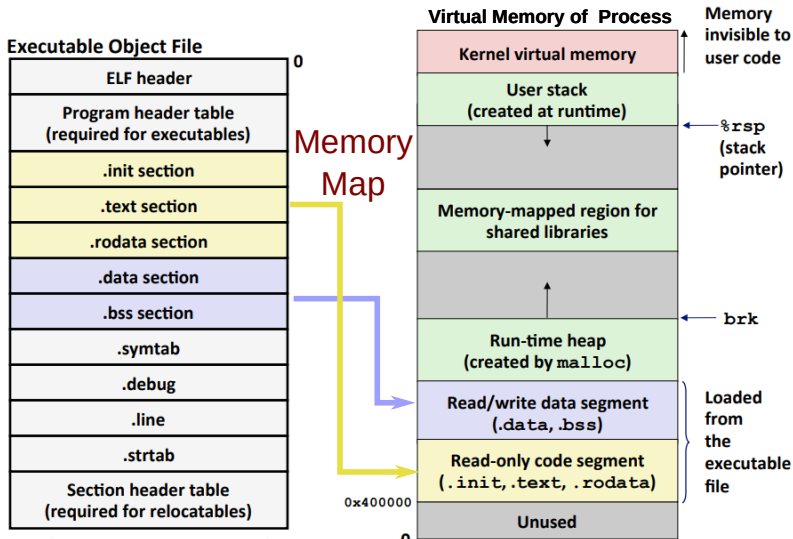 Executable Object File
0
ELF header
Program header table
(required for executables)
.init section
.text section
.rodata section
.data section
.bss section
.symtab
.debug
.line
.strtab
Section header table
(required for relocatables)
Memory
Map
Virtual Memory of Process
Kernel virtual memory
User stack
(created at runtime)
Memory-mapped region for
shared libraries
Run-time heap
(created by malloc)
Read/write data segment
(.data, .bss)
Read-only code segment
(.init, .text, .rodata)
Unused
0x400000
0
Memory
invisible to
user code
%rsp
(stack
pointer)
brk
Loaded
from
the
executable
file